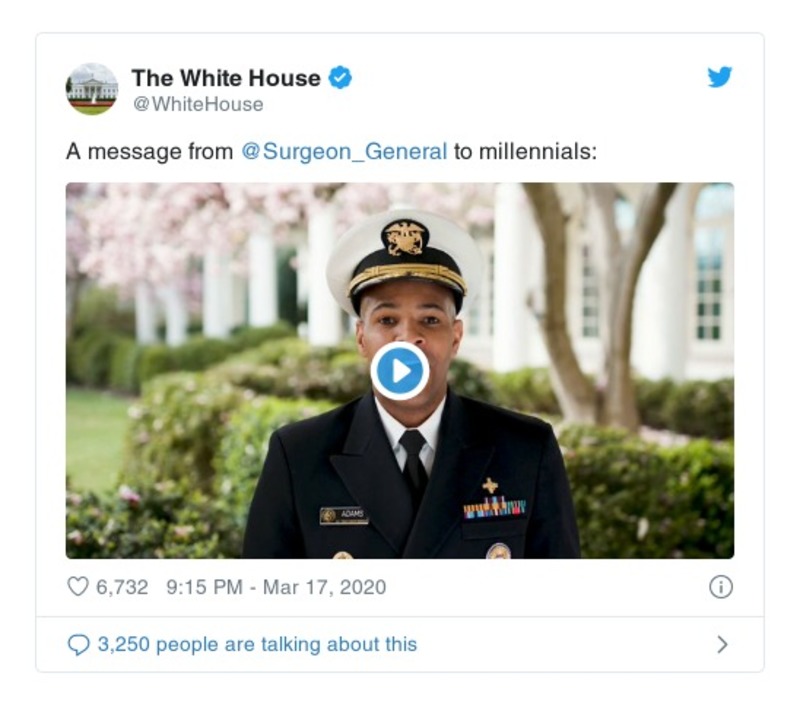 The White House
@WhiteHouse
A message from @Surgeon_General to millennials:
ADAMS
6,732 9:15 PM - Mar 17, 2020
3,250 people are talking about this